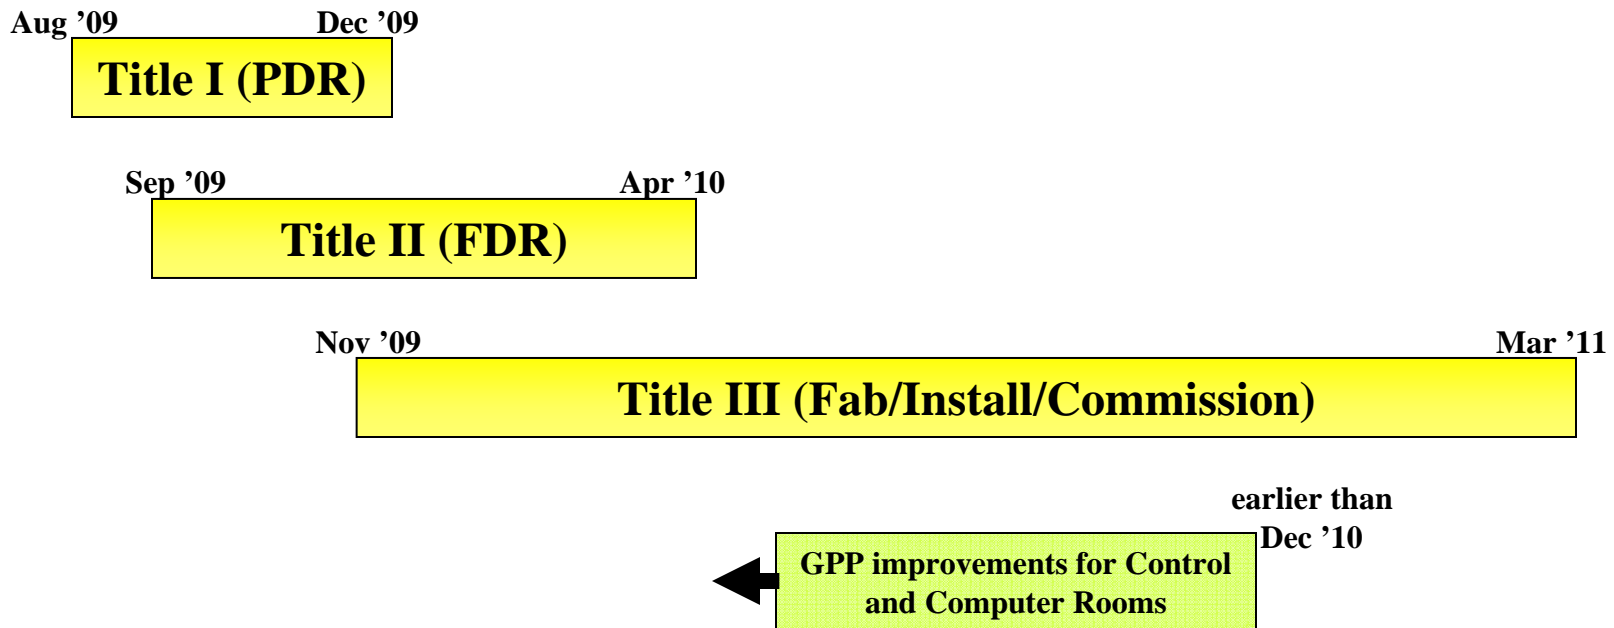 Aug ’09 Dec ’09
Title I (PDR)
Sep ’09 Apr ’10
Title II (FDR)
Nov ’09 Mar ’11
Title III (Fab/Install/Commission)
earlier than
Dec ’10
GPP improvements for Control
and Computer Rooms